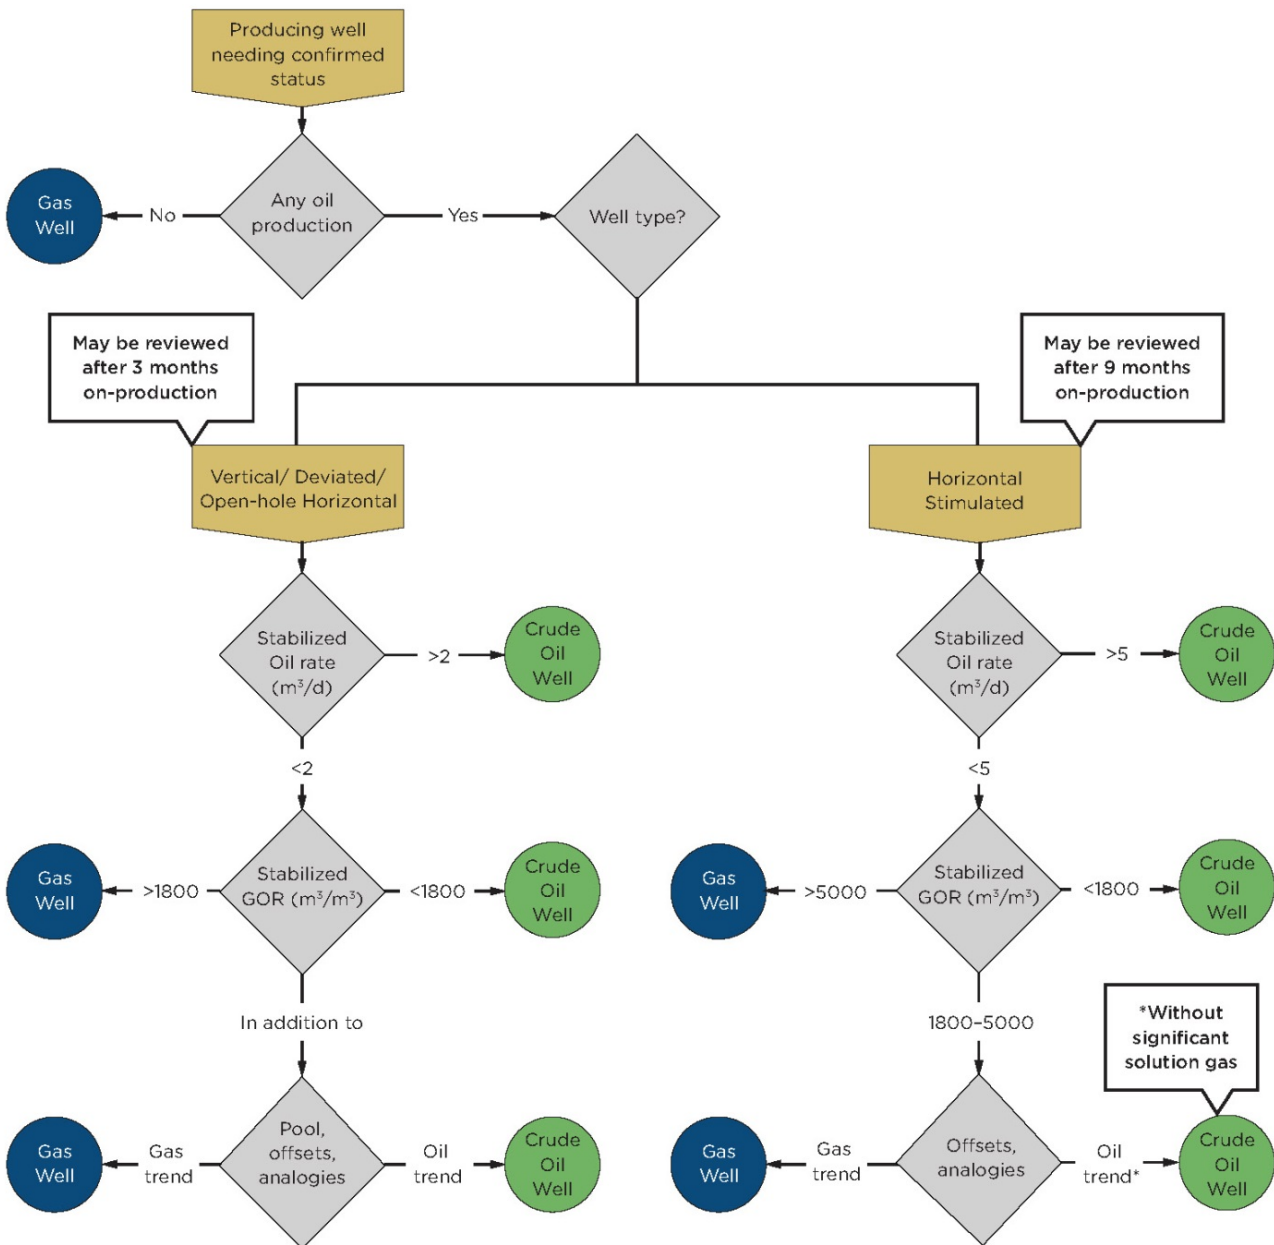 Producing well
needing confirmed
status
Any oil
production
No
Gas
Well
Yes
Well type?
May be reviewed
after 3 months
on-production
May be reviewed
after 9 months
on-production
Vertical/ Deviated/
Open-hole Horizontal
Horizontal
Stimulated
Stabilized
Oil rate
(m³/d)
>2
Crude
Oil
Well
Stabilized
Oil rate
(m³/d)
>5
Crude
Oil
Well
<2
<5
Gas
Well
>1800
Stabilized
GOR (m³/m³)
<1800
Crude
Oil
Well
Gas
Well
>5000
Stabilized
GOR (m³/m³)
<1800
Crude
Oil
Well
In addition to
1800–5000
*Without
significant
solution gas
Gas
Well
Gas
trend
Pool,
offsets,
analogies
Oil
trend
Crude
Oil
Well
Gas
Well
Gas
trend
Offsets,
analogies
Oil
trend*
Crude
Oil
Well